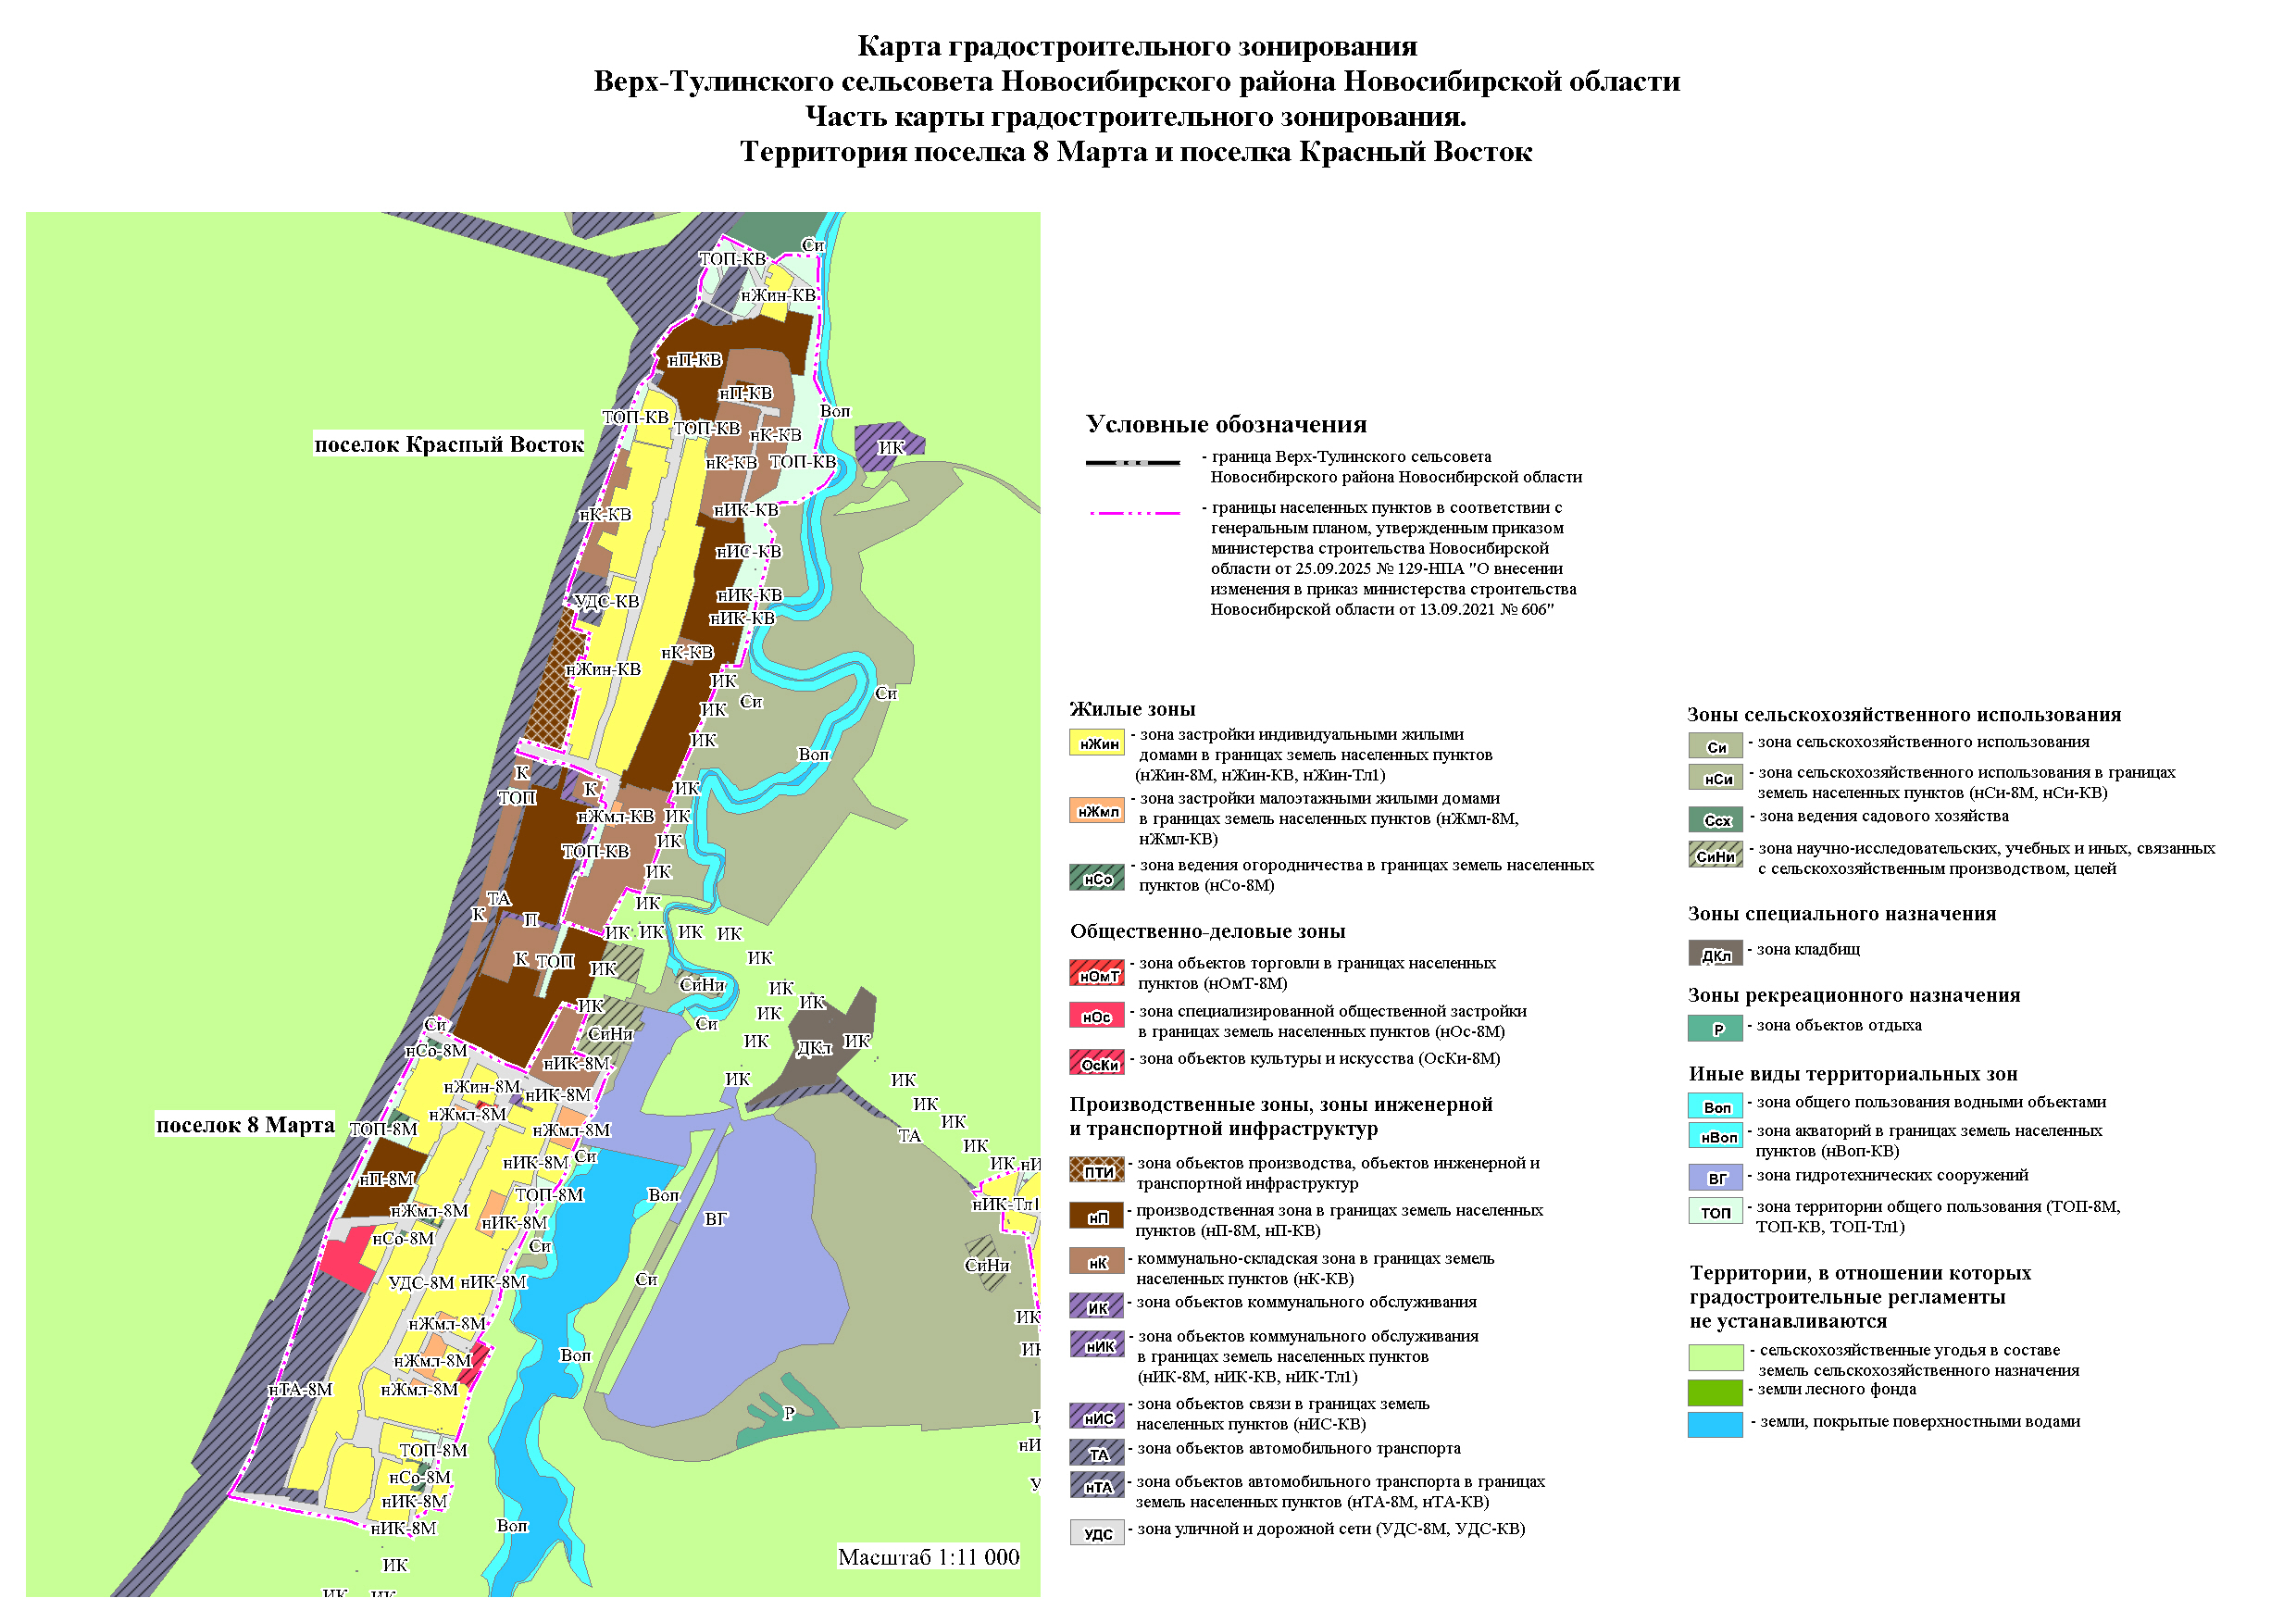 Карта градостроительного зонирования
Верх-Тулинского сельсовета Новосибирского района Новосибирской области
Часть карты градостроительного зонирования.
Территория поселка 8 Марта и поселка Красный Восток
Си
ТОП-КВ
нЖин-КВ
нП-КВ
нП-КВ
Воп
ТОП-КВ
ТОП-КВ
нК-КВ
поселок Красный Восток
ИК
нК-КВ
ТОП-КВ
нИК-КВ
нК-КВ
нИС-КВ
нИК-КВ
УДС-КВ
нИК-КВ
нК-КВ
нЖин-КВ
ИК
Си
Си
ИК
ИК
Воп
К
К
ИК
ТОП
нЖмл-КВ
ИК
ИК
ТОП-КВ
ИК
ТА
ИК
К
П
ИК
ИК
ИК
ИК
К
ТОП
ИК
ИК
СиНи
ИК
ИК
ИК
ИК
Си
СиНи
Си
ИК
ДКл
ИК
нСо-8М
нИК-8М
ИК
ИК
нЖин-8М
нИК-8М
ИК
нЖмл-8М
ИК
поселок 8 Марта
ТОП-8М
нЖмл-8М
ТА
ИК
нИК-8М
Си
ИК
нП-8М
ТОП-8М
Воп
нИК-Тл1
нЖмл-8М
нИК-8М
ВГ
нСо-8М
Си
СиНи
УДС-8М
нИК-8М
Си
ИК
нЖмл-8М
нЖмл-8М
Воп
нТА-8М
нЖмл-8М
Р
ТОП-8М
нСо-8М
нИК-8М
нИК-8М
Воп
ИК
Масштаб 1:11 000
Условные обозначения
- граница Верх-Тулинского сельсовета
Новосибирского района Новосибирской области
- границы населенных пунктов в соответствии с
генеральным планом, утвержденным приказом
министерства строительства Новосибирской
области от 25.09.2025 № 129-НПА "О внесении
изменения в приказ министерства строительства
Новосибирской области от 13.09.2021 № 606"
Жилые зоны
нЖин
- зона застройки индивидуальными жилыми
домами в границах земель населенных пунктов
(нЖин-8М, нЖин-КВ, нЖин-Тл1)
нЖмл
- зона застройки малоэтажными жилыми домами
в границах земель населенных пунктов (нЖмл-8М,
нЖмл-КВ)
нСо
- зона ведения огородничества в границах земель населенных
пунктов (нСо-8М)
Общественно-деловые зоны
нОмТ
- зона объектов торговли в границах населенных
пунктов (нОмТ-8М)
нОс
- зона специализированной общественной застройки
в границах земель населенных пунктов (нОс-8М)
ОсКи
- зона объектов культуры и искусства (ОсКи-8М)
Производственные зоны, зоны инженерной
и транспортной инфраструктур
ПТИ
- зона объектов производства, объектов инженерной и
транспортной инфраструктур
нП
- производственная зона в границах земель населенных
пунктов (нП-8М, нП-КВ)
нК
- коммунально-складская зона в границах земель
населенных пунктов (нК-КВ)
ИК
- зона объектов коммунального обслуживания
нИК
- зона объектов коммунального обслуживания
в границах земель населенных пунктов
(нИК-8М, нИК-КВ, нИК-Тл1)
нИС
- зона объектов связи в границах земель
населенных пунктов (нИС-КВ)
ТА
- зона объектов автомобильного транспорта
нТА
- зона объектов автомобильного транспорта в границах
земель населенных пунктов (нТА-8М, нТА-КВ)
УДС
- зона уличной и дорожной сети (УДС-8М, УДС-КВ)
Зоны сельскохозяйственного использования
Си
- зона сельскохозяйственного использования
нСи
- зона сельскохозяйственного использования в границах
земель населенных пунктов (нСи-8М, нСи-КВ)
Ссх
- зона ведения садового хозяйства
СиНи
- зона научно-исследовательских, учебных и иных, связанных
с сельскохозяйственным производством, целей
Зоны специального назначения
ДКл
- зона кладбищ
Зоны рекреационного назначения
Р
- зона объектов отдыха
Иные виды территориальных зон
Воп
- зона общего пользования водными объектами
нВоп
- зона акваторий в границах земель населенных
пунктов (нВоп-КВ)
ВГ
- зона гидротехнических сооружений
ТОП
- зона территории общего пользования (ТОП-8М,
ТОП-КВ, ТОП-Тл1)
Территории, в отношении которых
градостроительные регламенты
не устанавливаются
- сельскохозяйственные угодья в составе
земель сельскохозяйственного назначения
- земли лесного фонда
- земли, покрытые поверхностными водами